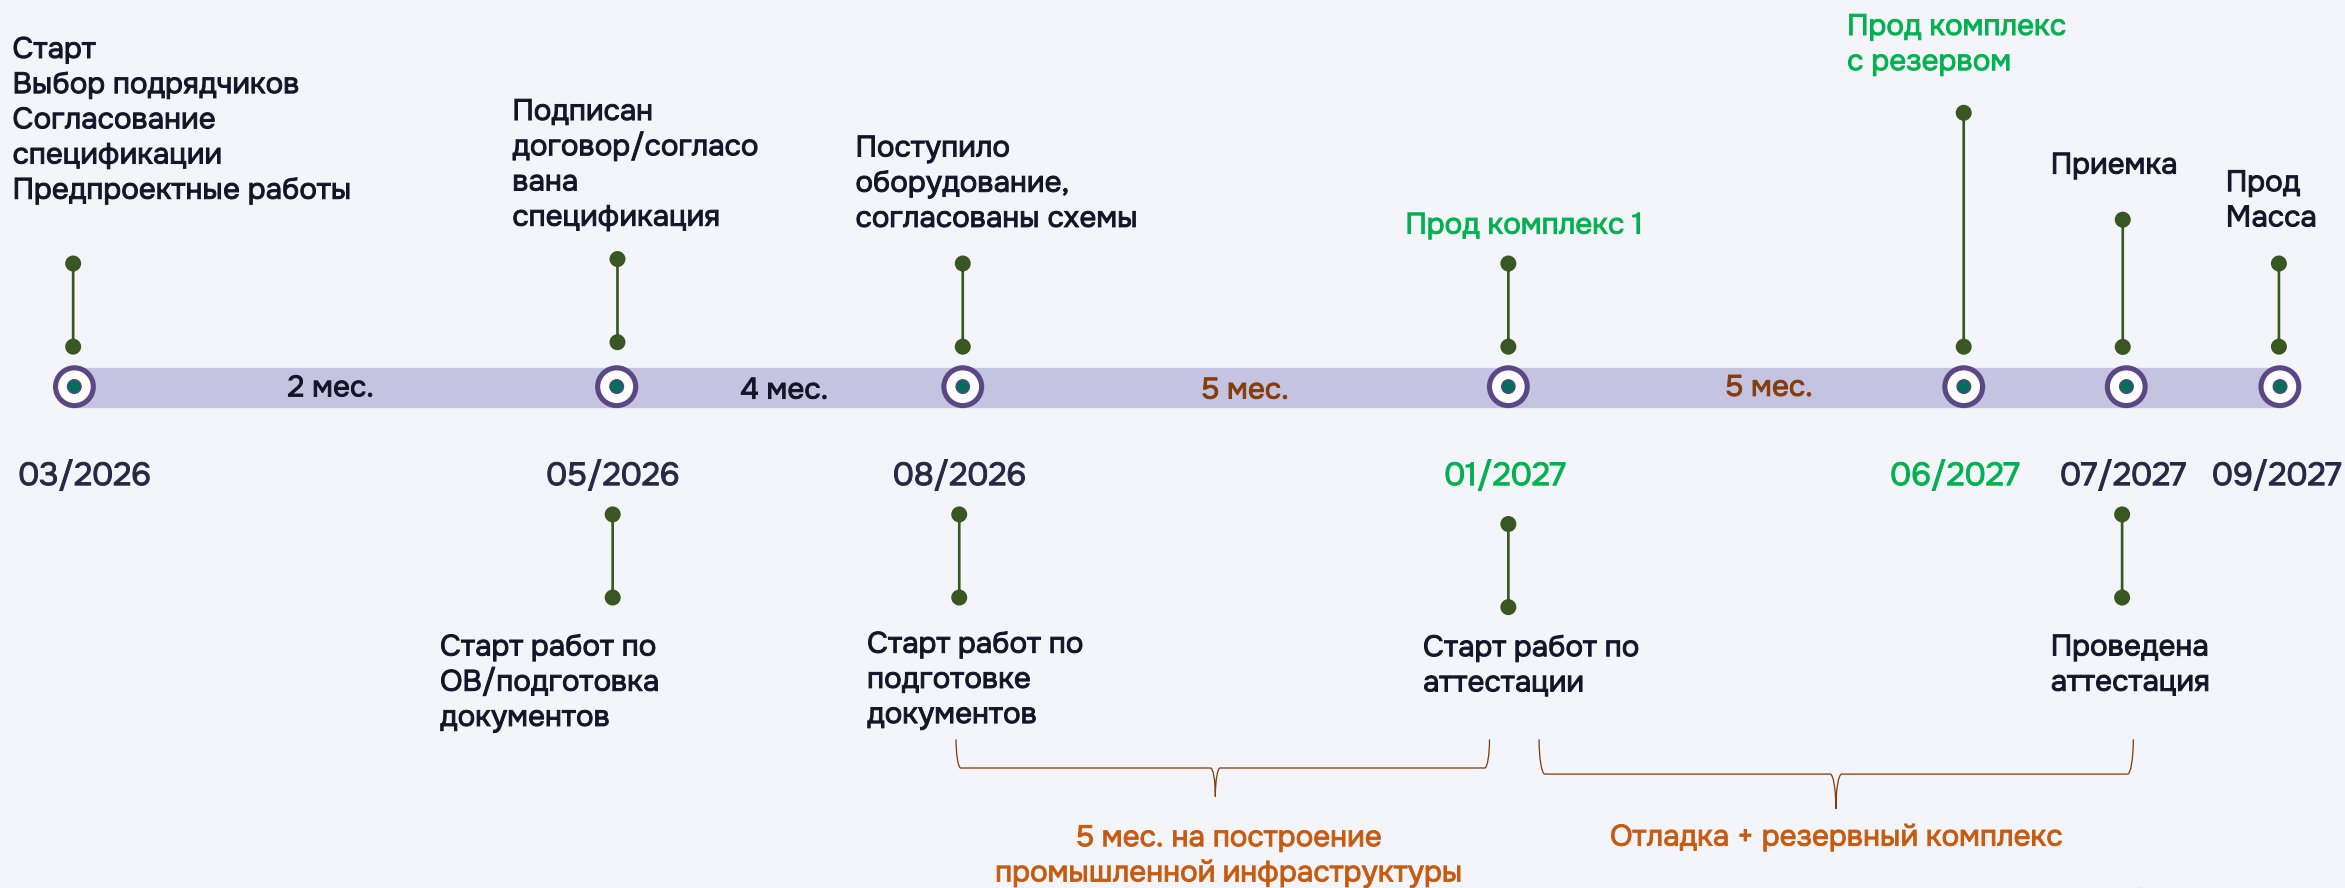 Старт
Выбор подрядчиков
Согласование
спецификации
Предпроектные работы
Подписан
договор/согласо
вана
спецификация
Поступило
оборудование,
согласованы схемы
Прод комплекс 1
Прод комплекс
с резервом
Приемка
Прод
Масса
2 мес.
4 мес.
5 мес.
5 мес.
03/2026
05/2026
08/2026
01/2027
06/2027
07/2027
09/2027
Старт работ по
ОВ/подготовка
документов
Старт работ по
подготовке
документов
Старт работ по
аттестации
Проведена
аттестация
5 мес. на построение
промышленной инфраструктуры
Отладка + резервный комплекс